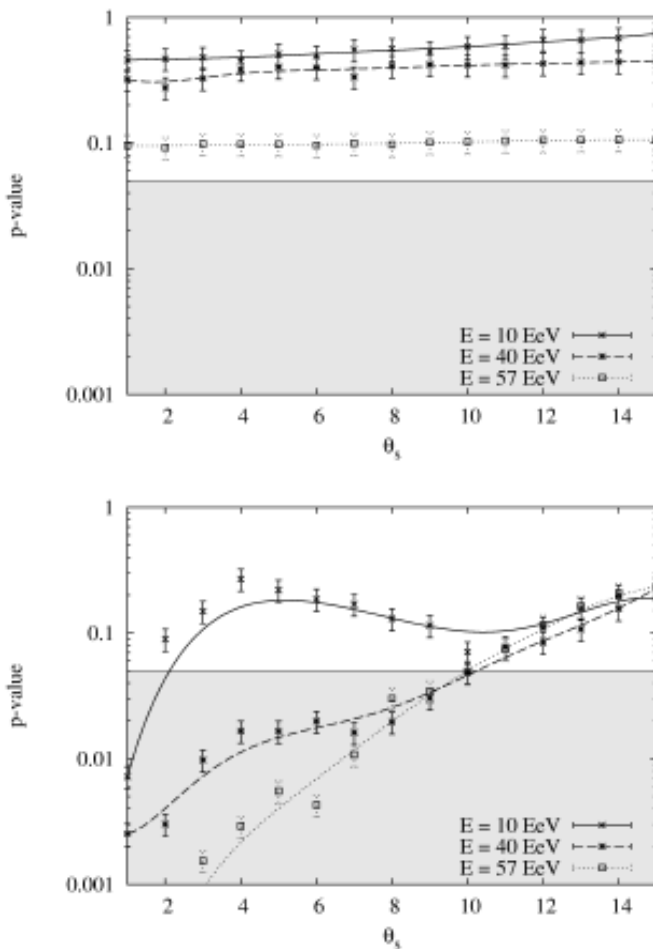 1
0.1
0.01
0.001
p-value
E = 10 EeV
E = 40 EeV
E = 57 EeV
2 4 6 8 10 12 14
θs
1
0.1
0.01
0.001
p-value
E = 10 EeV
E = 40 EeV
E = 57 EeV
2 4 6 8 10 12 14
θs